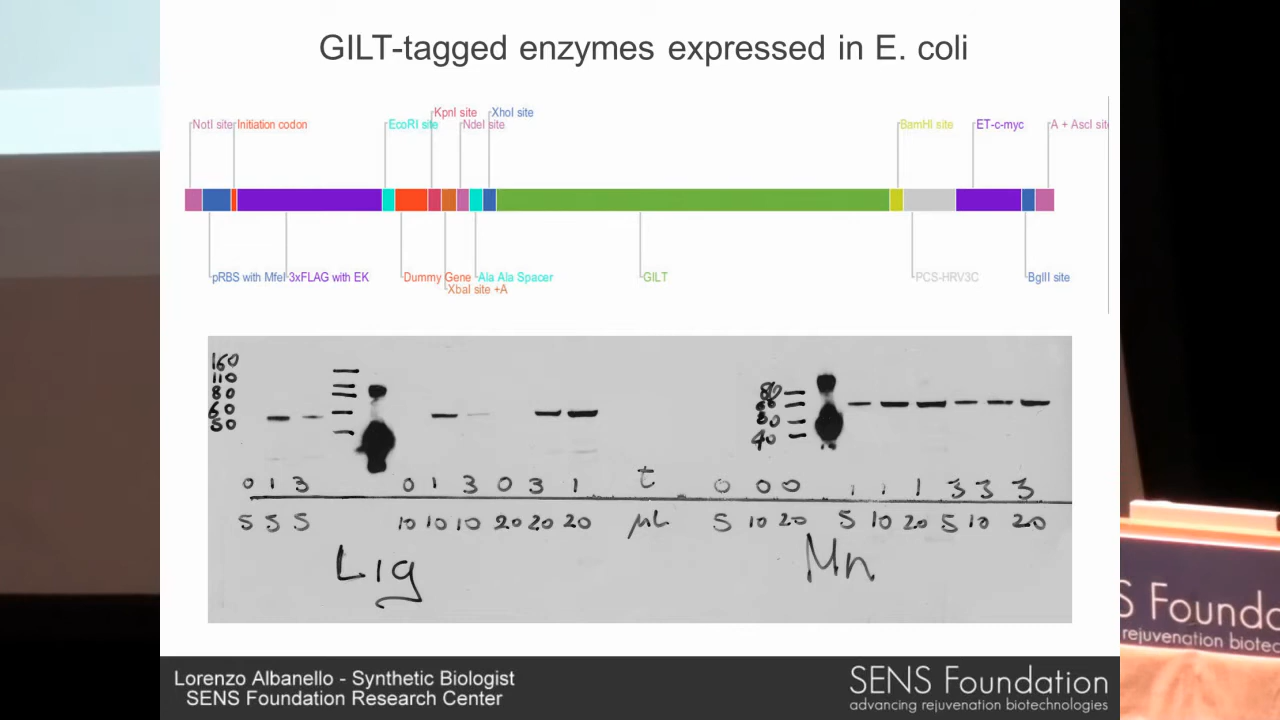 GILT-tagged enzymes expressed in E. coli
KpnI site
XhoI site
NotI site
Initiation codon
EcoRI site
NdeI site
BamHI site
ET-c-myc
A + AscI site
pRBS with MfeI
3xFLAG with EK
Dummy Gene
Ala Ala Spacer
GILT
PCS-HRV3C
BglII site
XbaI site +A
160
110
80
60
50
80
60
50
40
0 1 3 0 1 3 0 3 1 t 0 0 0 1 1 1 3 3 3
5 5 5 10 10 10 20 20 20 µL 5 10 20 5 10 20 5 10 20
Lig
Mn
Lorenzo Albanello - Synthetic Biologist
SENS Foundation Research Center
SENS Foundation
advancing rejuvenation biotechnologies
S Founda
rejuvenation biotec